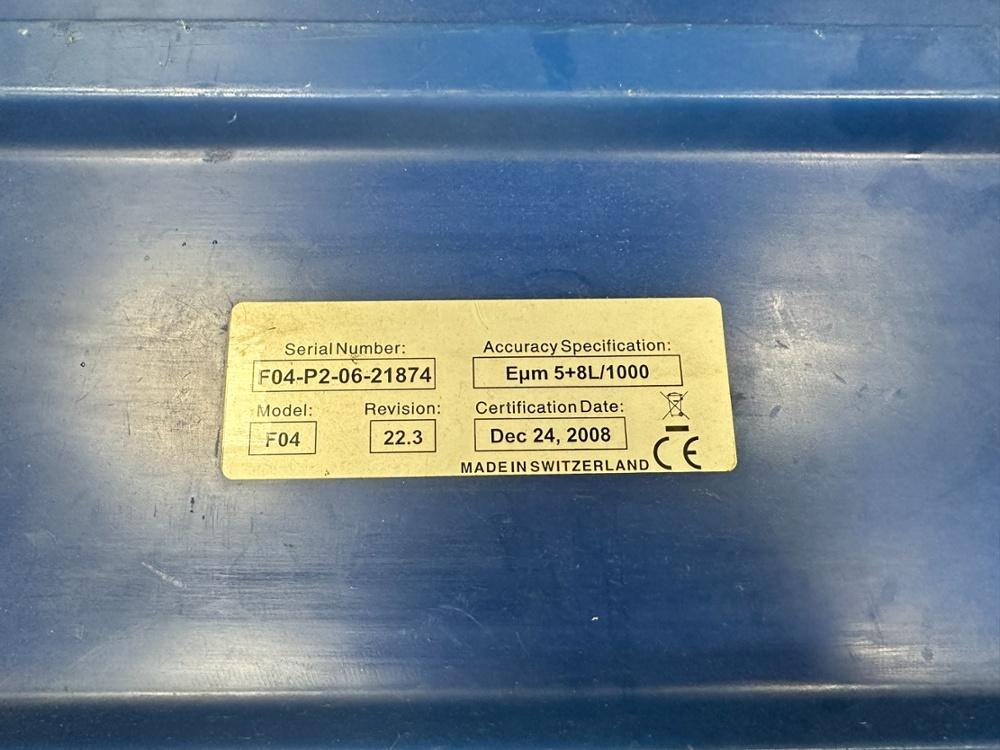 Serial Number:
F04-P2-06-21874
Accuracy Specification:
Eμm 5+8L/1000
Model:
F04
Revision:
22.3
Certification Date:
Dec 24, 2008
MADE IN SWITZERLAND CE